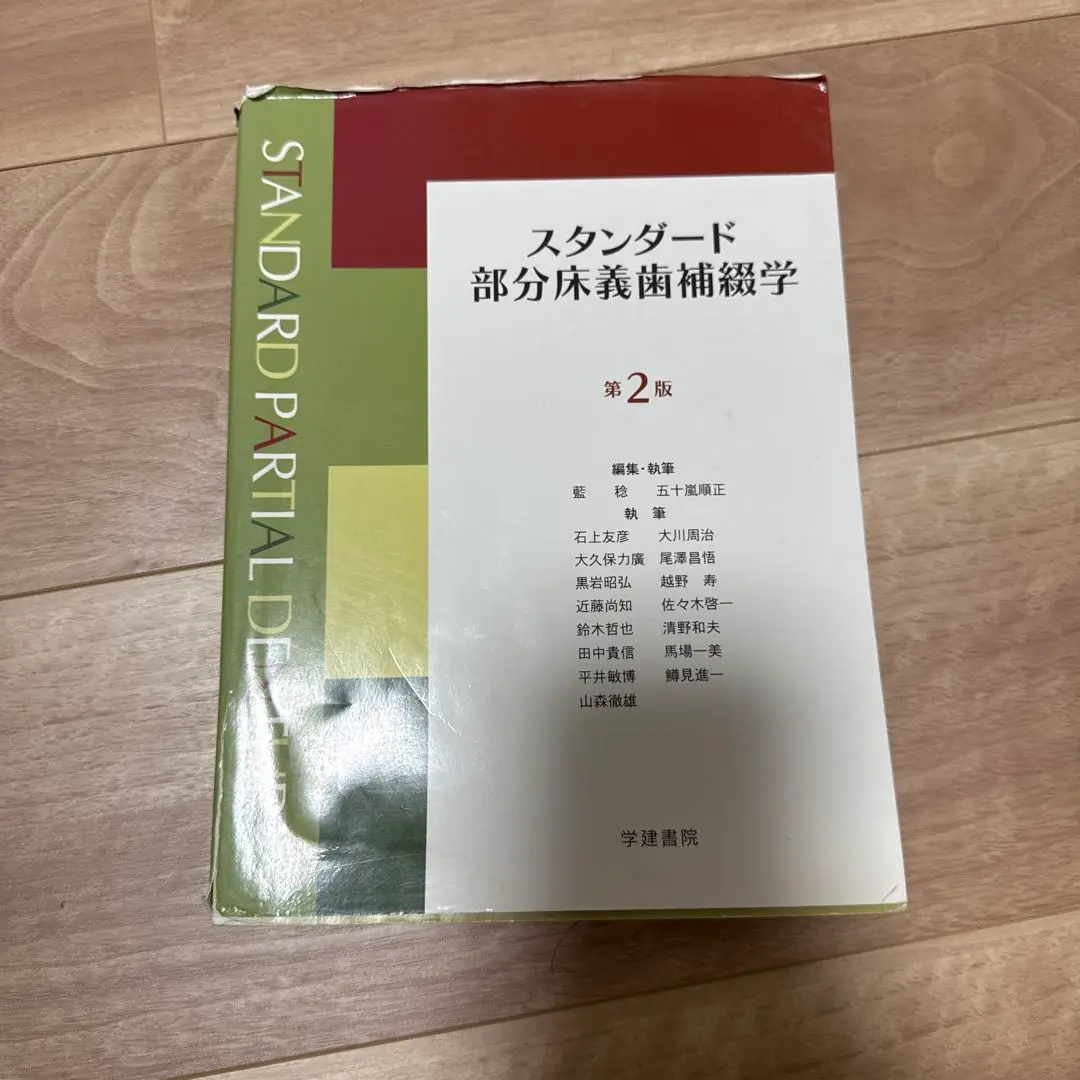 STANDARD PARTIAL DENTURE
スタンダード
部分床義歯補綴学
第2版
編集・執筆
藍 稔 五十嵐順正
執 筆
石上友彦 大川周治
大久保力廣 尾澤昌悟
黒岩昭弘 越野 寿
近藤尚知 佐々木啓一
鈴木哲也 清野和夫
田中貴信 馬場一美
平井敏博 鱒見進一
山森徹雄
学建書院